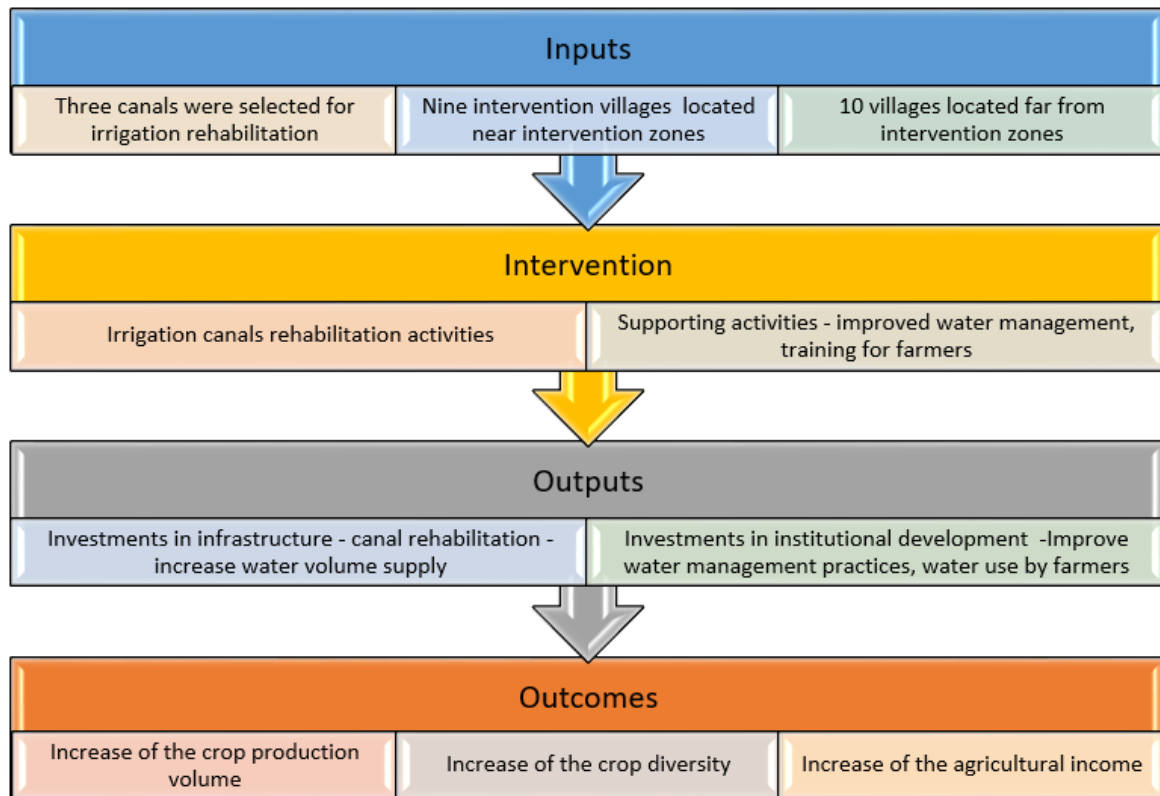 Inputs
Three canals were selected for
irrigation rehabilitation
Nine intervention villages located
near intervention zones
10 villages located far from
intervention zones
Intervention
Irrigation canals rehabilitation activities
Supporting activities - improved water management,
training for farmers
Outputs
Investments in infrastructure - canal rehabilitation -
increase water volume supply
Investments in institutional development -Improve
water management practices, water use by farmers
Outcomes
Increase of the crop production
volume
Increase of the crop diversity
Increase of the agricultural income